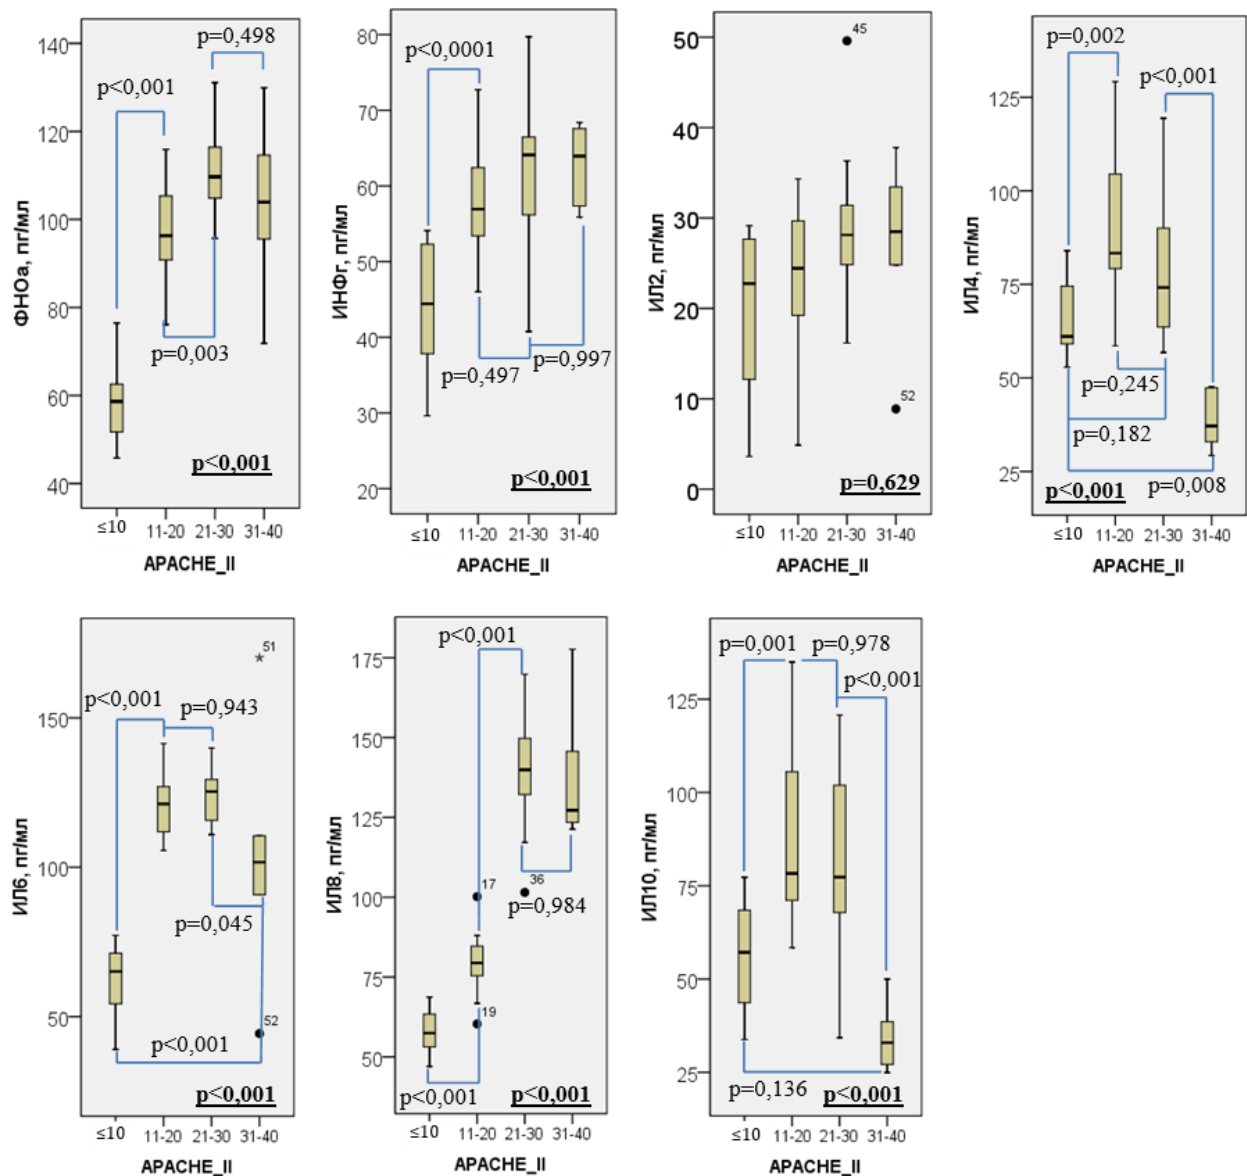 ФНОа, пг/мл
140
120
100
80
60
40
p<0,001
p=0,498
p=0,003
p<0,001
≤10 11-20 21-30 31-40
APACHE_II
ИНФг, пг/мл
80
70
60
50
40
30
20
p<0,0001
p=0,497
p=0,997
p<0,001
≤10 11-20 21-30 31-40
APACHE_II
ИЛ2, пг/мл
50
40
30
20
10
0
45
52
p=0,629
≤10 11-20 21-30 31-40
APACHE_II
ИЛ4, пг/мл
125
100
75
50
25
p=0,002
p<0,001
p=0,245
p=0,182
p<0,001
p=0,008
≤10 11-20 21-30 31-40
APACHE_II
ИЛ6, пг/мл
150
100
50
51
p<0,001
p=0,943
p=0,045
52
p<0,001
p<0,001
≤10 11-20 21-30 31-40
APACHE_II
ИЛ8, пг/мл
175
150
125
100
75
50
p<0,001
17
36
p=0,984
19
p<0,001
p<0,001
≤10 11-20 21-30 31-40
APACHE_II
ИЛ10, пг/мл
125
100
75
50
25
p=0,001
p=0,978
p<0,001
p=0,136
p<0,001
≤10 11-20 21-30 31-40
APACHE_II